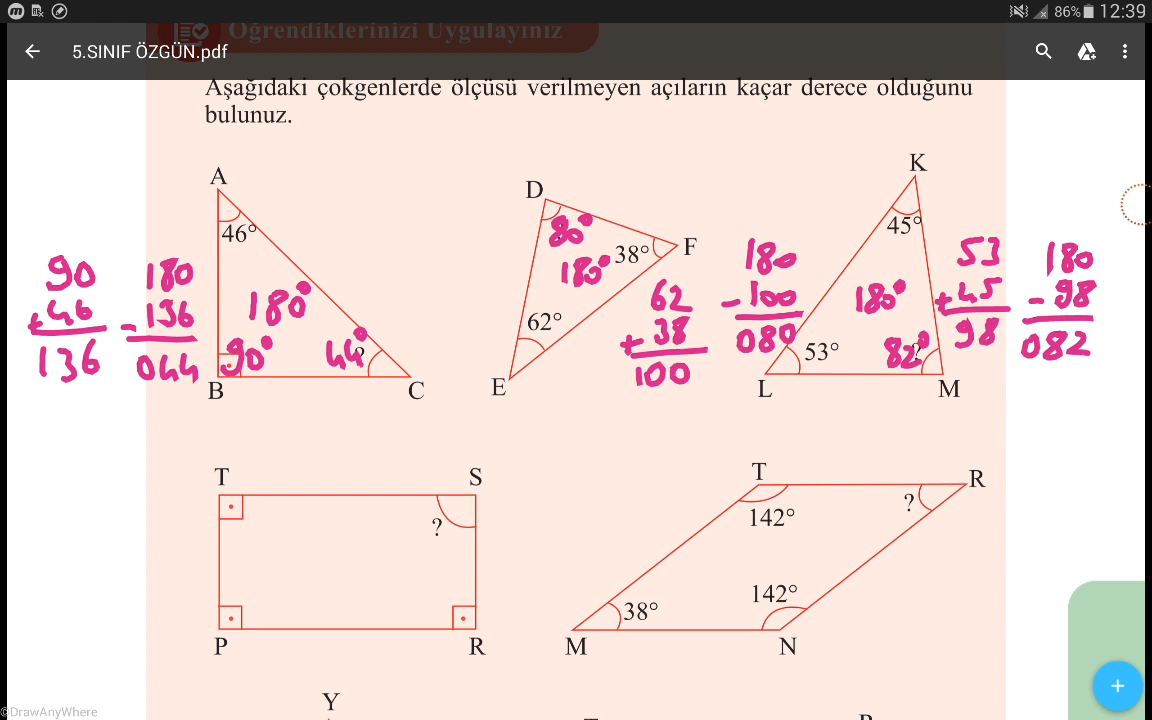 86% 12:39
Öğrendiklerinizi Uygulayınız
5.SINIF ÖZGÜN.pdf
Aşağıdaki çokgenlerde ölçüsü verilmeyen açıların kaçar derece olduğunu
bulunuz.
A
46°
90
+46
136
180
-136
044
180°
90°
44°
?
B
C
D
80°
38°
F
180°
62°
E
62
+38
100
180
-100
080
K
45°
180°
53°
82°
?
L
M
53
+45
98
180
-98
082
T
S
?
P
R
T
R
142°
?
142°
38°
M
N
Y
+
©DrawAnyWhere